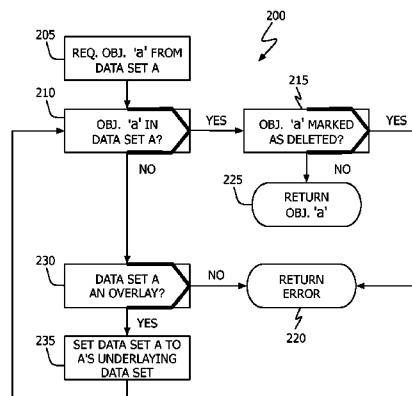 200
205
REQ. OBJ. 'a' FROM
DATA SET A
210
OBJ. 'a' IN
DATA SET A?
YES
NO
215
OBJ. 'a' MARKED
AS DELETED?
YES
NO
225
RETURN
OBJ. 'a'
230
DATA SET A
AN OVERLAY?
NO
YES
RETURN
ERROR
220
235
SET DATA SET A TO
A'S UNDERLAYING
DATA SET